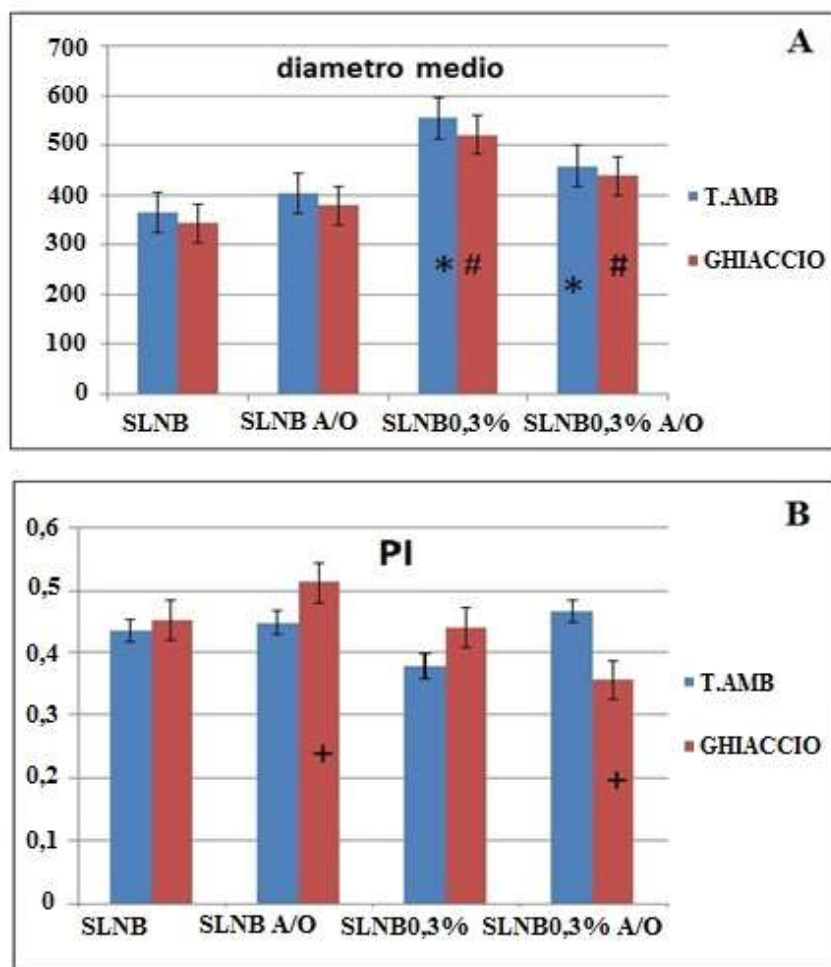 A
diametro medio
700
600
500
400
300
200
100
0
* #
* #
SLNB SLNB A/O SLNB0,3% SLNB0,3% A/O
T.AMB
GHIACCIO
B
PI
0,6
0,5
0,4
0,3
0,2
0,1
0
+
+
SLNB SLNB A/O SLNB0,3% SLNB0,3% A/O
T.AMB
GHIACCIO